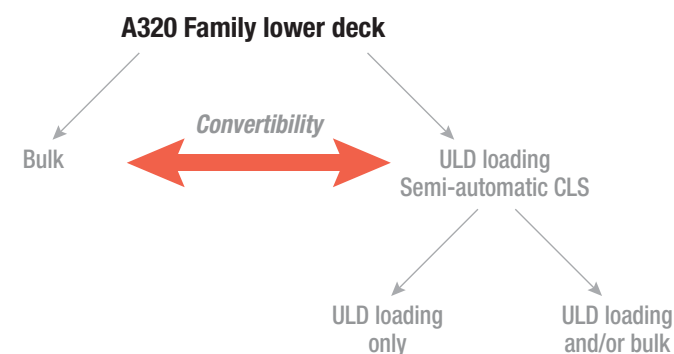 A320 Family lower deck
Convertibility
Bulk
ULD loading
Semi-automatic CLS
ULD loading
only
ULD loading
and/or bulk